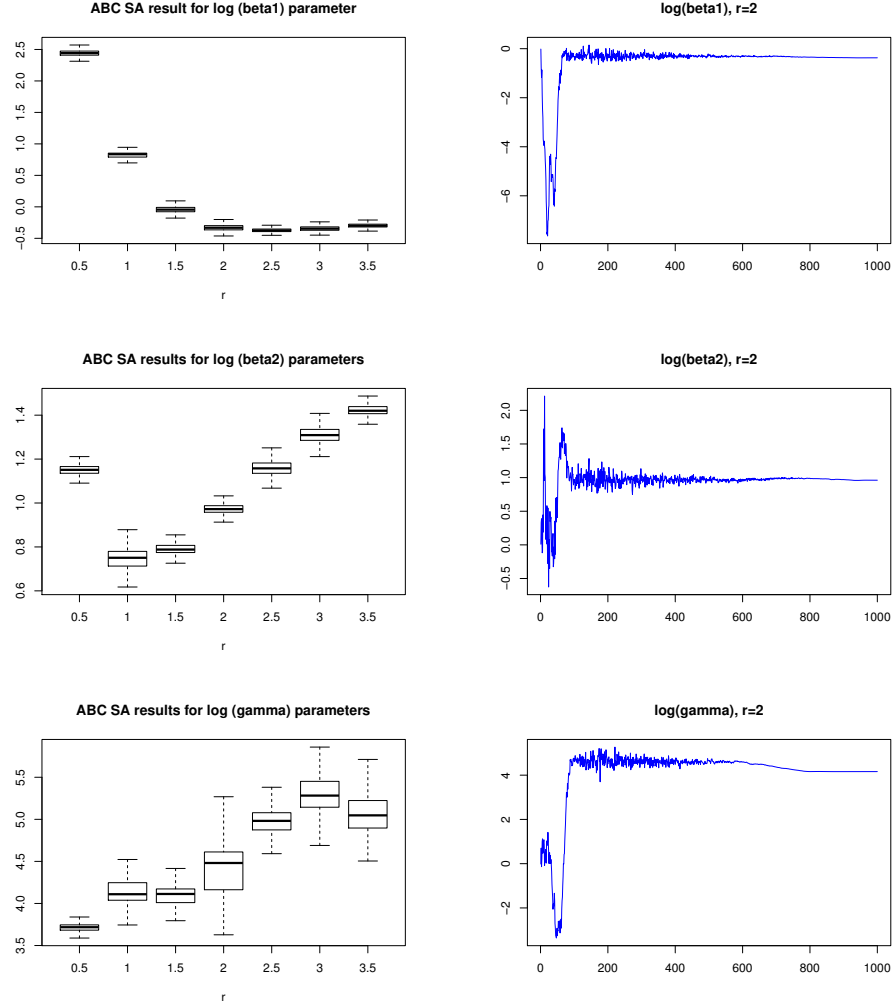 ABC SA result for log (beta1) parameter
−0.5 0.0 0.5 1.0 1.5 2.0 2.5
0.5 1 1.5 2 2.5 3 3.5
r
log(beta1), r=2
−6 −4 −2 0
0 200 400 600 800 1000
ABC SA results for log (beta2) parameters
0.6 0.8 1.0 1.2 1.4
0.5 1 1.5 2 2.5 3 3.5
r
log(beta2), r=2
−0.5 0.0 0.5 1.0 1.5 2.0
0 200 400 600 800 1000
ABC SA results for log (gamma) parameters
3.5 4.0 4.5 5.0 5.5
0.5 1 1.5 2 2.5 3 3.5
r
log(gamma), r=2
−2 0 2 4
0 200 400 600 800 1000